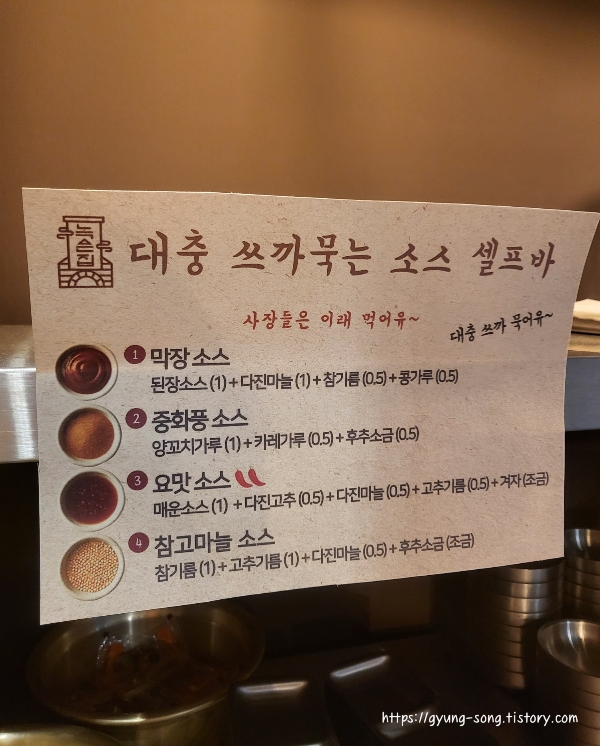 녹슨집
대충 쓰까묵는 소스 셀프바
사장들은 이래 먹어유~
대충 쓰까 묵어유~
1 막장 소스
된장소스 (1) + 다진마늘 (1) + 참기름 (0.5) + 콩가루 (0.5)
2 중화풍 소스
양꼬치가루 (1) + 카레가루 (0.5) + 후추소금 (0.5)
3 요맛 소스
매운소스 (1) + 다진고추 (0.5) + 다진마늘 (0.5) + 고추기름 (0.5) + 겨자 (조금)
4 참고마늘 소스
참기름 (1) + 고추기름 (1) + 다진마늘 (0.5) + 후추소금 (조금)
https://gyung-song.tistory.com